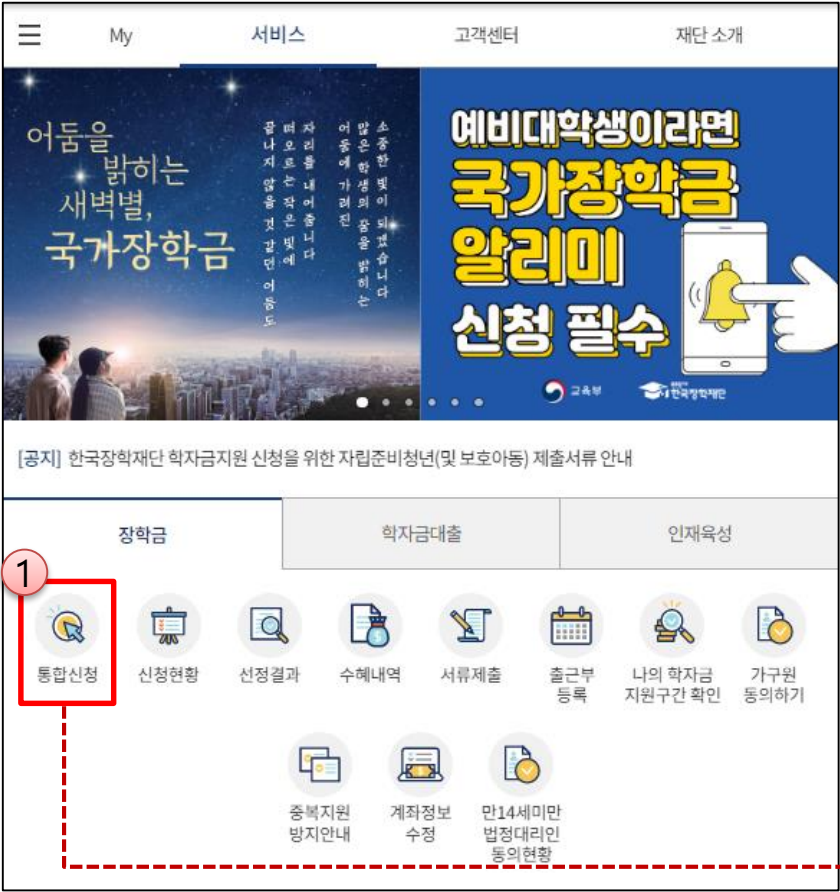 My
서비스
고객센터
재단 소개
어둠을
밝히는
새벽별,
국가장학금
소중한 빛이 되겠습니다
많은 학생의 꿈을 밝히는
어둠에 가려진
자리를 내어줍니다
떠오르는 작은 빛에
끝나지 않을 것 같던 어둠도
예비대학생이라면
국가장학금
알리미
신청 필수
교육부
한국장학재단
[공지] 한국장학재단 학자금지원 신청을 위한 자립준비청년(및 보호아동) 제출서류 안내
장학금
학자금대출
인재육성
1
통합신청
신청현황
선정결과
수혜내역
서류제출
출근부
등록
나의 학자금
지원구간 확인
가구원
동의하기
중복지원
방지안내
계좌정보
수정
만14세미만
법정대리인
동의현황